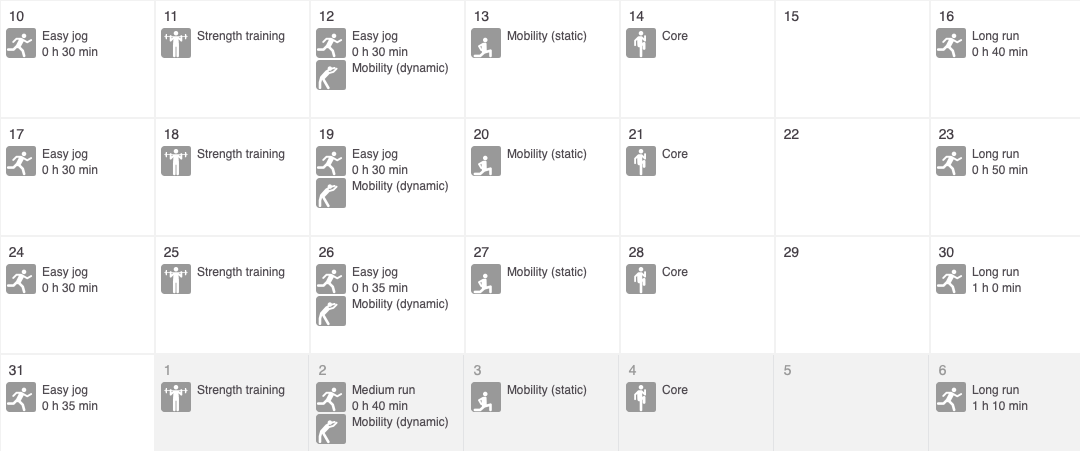 10
Easy jog
0 h 30 min
11
Strength training
12
Easy jog
0 h 30 min
Mobility (dynamic)
13
Mobility (static)
14
Core
15
16
Long run
0 h 40 min
17
Easy jog
0 h 30 min
18
Strength training
19
Easy jog
0 h 30 min
Mobility (dynamic)
20
Mobility (static)
21
Core
22
23
Long run
0 h 50 min
24
Easy jog
0 h 30 min
25
Strength training
26
Easy jog
0 h 35 min
Mobility (dynamic)
27
Mobility (static)
28
Core
29
30
Long run
1 h 0 min
31
Easy jog
0 h 35 min
1
Strength training
2
Medium run
0 h 40 min
Mobility (dynamic)
3
Mobility (static)
4
Core
5
6
Long run
1 h 10 min